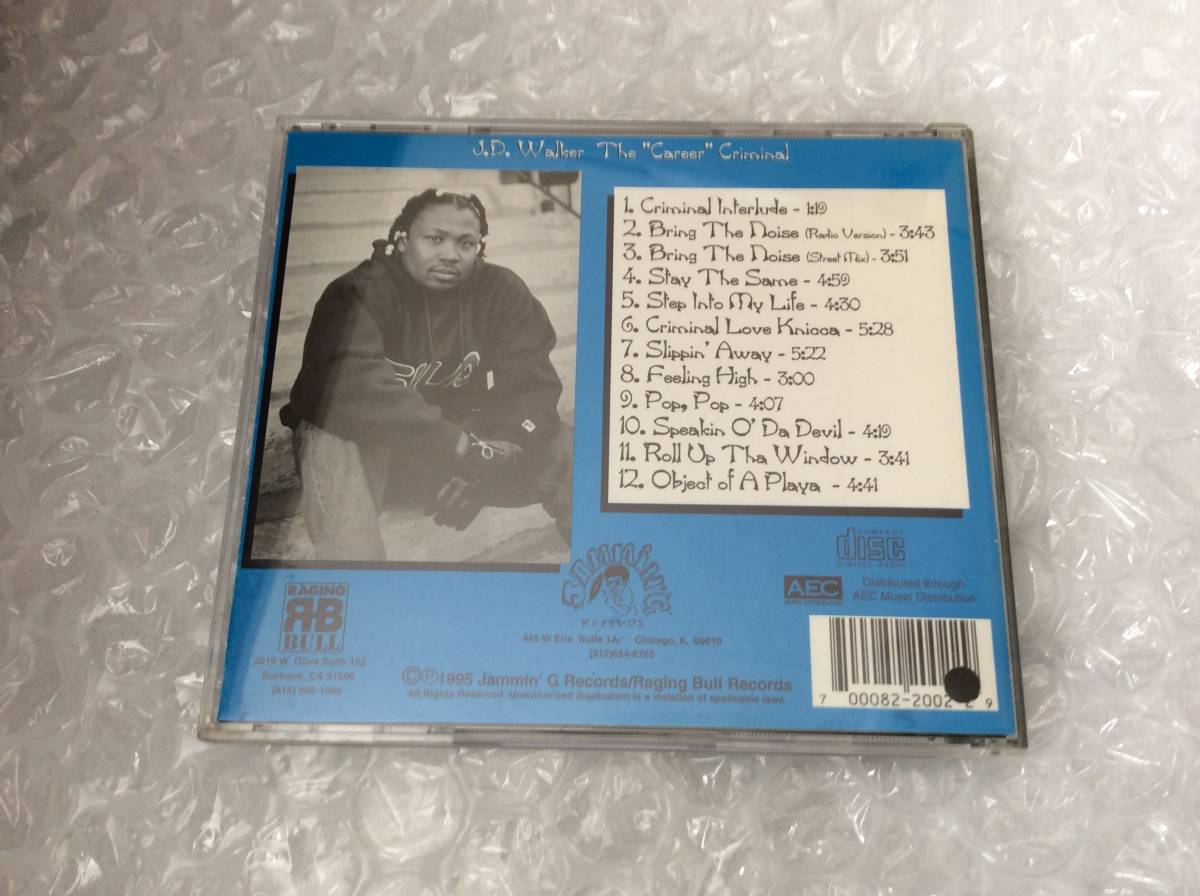 J.D. Walker The "Career" Criminal
1. Criminal Interlude - 1:19
2. Bring The Noise (Radio Version) - 3:43
3. Bring The Noise (Street Mix) - 3:51
4. Stay The Same - 4:59
5. Step Into My Life - 4:30
6. Criminal Love Knicca - 5:28
7. Slippin' Away - 5:22
8. Feeling High - 3:00
9. Pop, Pop - 4:07
10. Speakin O' Da Devil - 4:19
11. Roll Up Tha Window - 3:41
12. Object of A Playa - 4:41
COMPACT
disc
DIGITAL AUDIO
RAGING
RHB
BULL
2219 W. Olive Suite 152
Burbank, CA 91506
JAMMIN' G
RECORDS
445 W Erie Suite 1A Chicago, IL 60610
(312)654-8765
AEC
MUSIC DISTRIBUTION
Distributed through
AEC Music Distribution
©℗1995 Jammin' G Records/Raging Bull Records
All Rights Reserved. Unauthorized duplication is a violation of applicable laws.
7 00082-2002 2 9